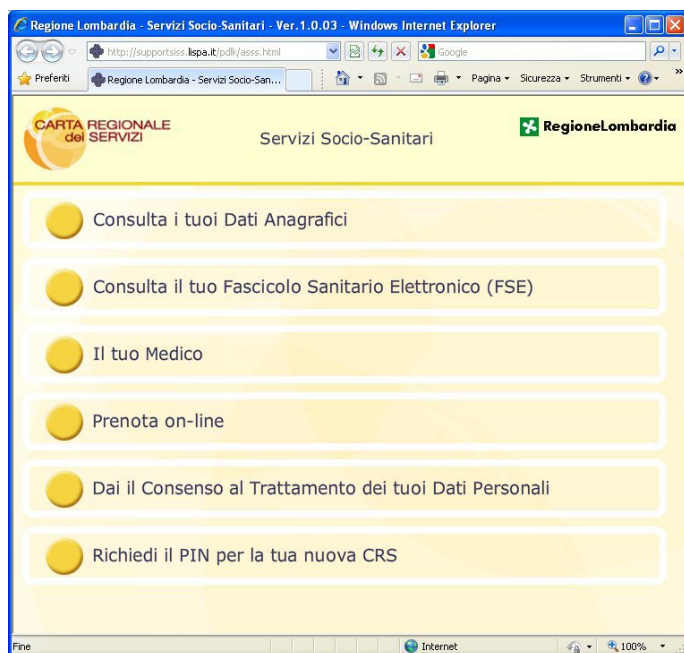 Regione Lombardia - Servizi Socio-Sanitari - Ver.1.0.03 - Windows Internet Explorer
http://supportsiss.lispa.it/pdlk/asss.html
Google
Preferiti
Regione Lombardia - Servizi Socio-San...
Pagina
Sicurezza
Strumenti
»
CARTA REGIONALE
dei SERVIZI
Servizi Socio-Sanitari
RegioneLombardia
Consulta i tuoi Dati Anagrafici
Consulta il tuo Fascicolo Sanitario Elettronico (FSE)
Il tuo Medico
Prenota on-line
Dai il Consenso al Trattamento dei tuoi Dati Personali
Richiedi il PIN per la tua nuova CRS
Fine
Internet
100%